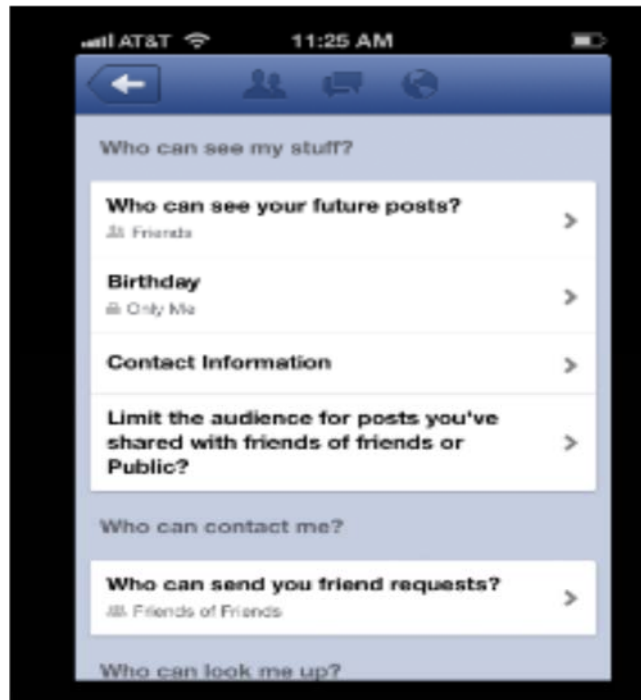 AT&T 11:25 AM
Who can see my stuff?
Who can see your future posts?
Friends
Birthday
Only Me
Contact Information
Limit the audience for posts you've
shared with friends of friends or
Public?
Who can contact me?
Who can send you friend requests?
Friends of Friends
Who can look me up?